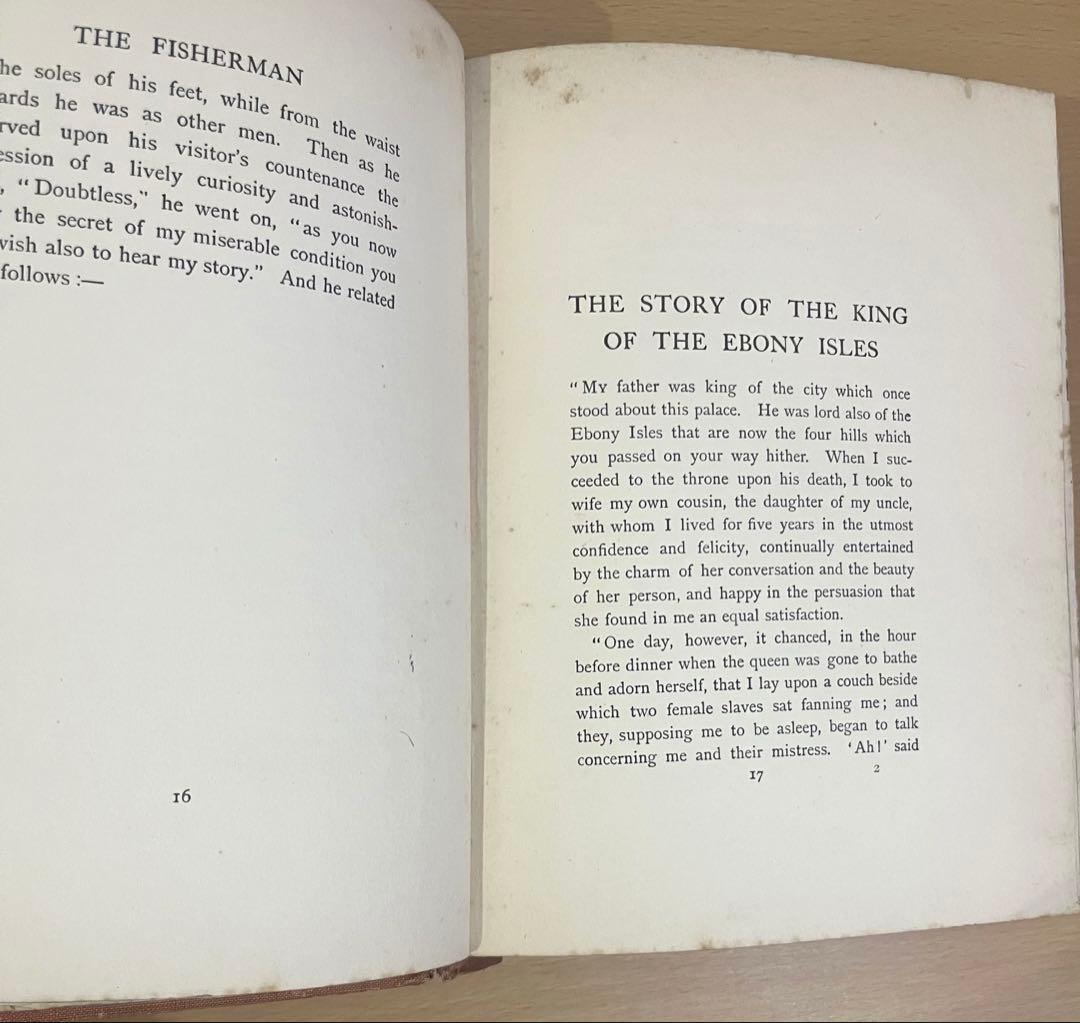 THE FISHERMAN
he soles of his feet, while from the waist
ards he was as other men. Then as he
rved upon his visitor's countenance the
ession of a lively curiosity and astonish-
, "Doubtless," he went on, "as you now
the secret of my miserable condition you
wish also to hear my story." And he related
follows :—
16
THE STORY OF THE KING
OF THE EBONY ISLES
"My father was king of the city which once
stood about this palace. He was lord also of the
Ebony Isles that are now the four hills which
you passed on your way hither. When I suc-
ceeded to the throne upon his death, I took to
wife my own cousin, the daughter of my uncle,
with whom I lived for five years in the utmost
confidence and felicity, continually entertained
by the charm of her conversation and the beauty
of her person, and happy in the persuasion that
she found in me an equal satisfaction.
"One day, however, it chanced, in the hour
before dinner when the queen was gone to bathe
and adorn herself, that I lay upon a couch beside
which two female slaves sat fanning me; and
they, supposing me to be asleep, began to talk
concerning me and their mistress. 'Ah!' said
17 2